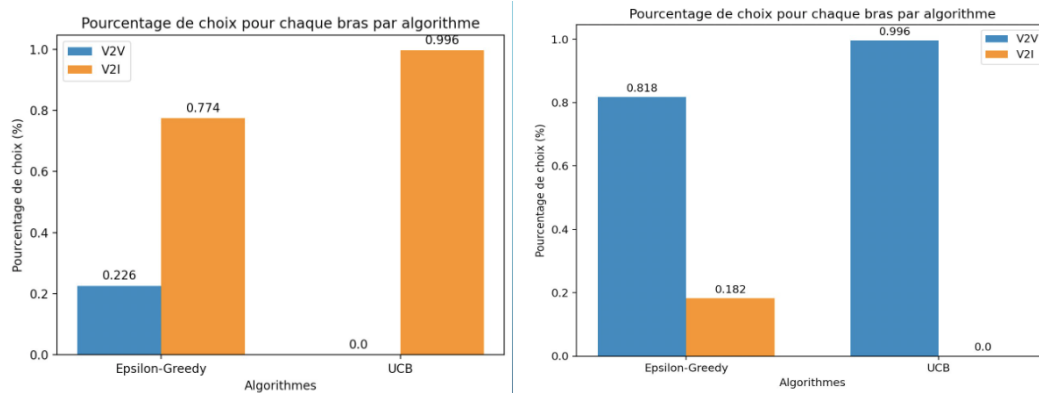 Pourcentage de choix pour chaque bras par algorithme
V2V
V2I
Pourcentage de choix (%)
1.0
0.8
0.6
0.4
0.2
0.0
0.226
0.774
0.0
0.996
Epsilon-Greedy
UCB
Algorithmes
Pourcentage de choix pour chaque bras par algorithme
V2V
V2I
Pourcentage de choix (%)
1.0
0.8
0.6
0.4
0.2
0.0
0.818
0.182
0.996
0.0
Epsilon-Greedy
UCB
Algorithmes